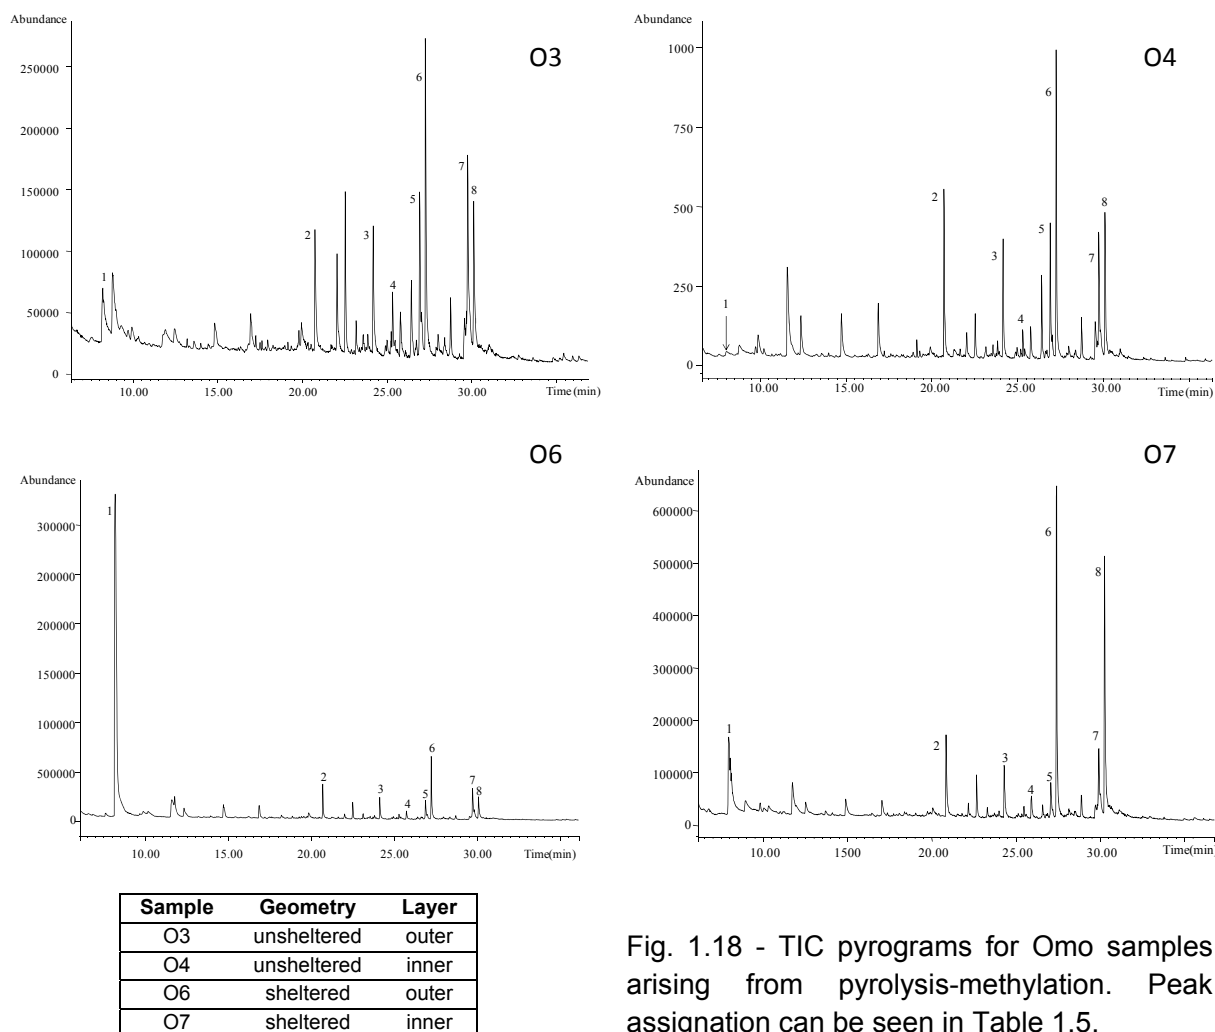 Abundance
O3
250000
200000
150000
100000
50000
0
1
2
3
4
5
6
7
8
10.00 15.00 20.00 25.00 30.00 Time (min)
Abundance
O4
1000
750
500
250
0
1
2
3
4
5
6
7
8
10.00 15.00 20.00 25.00 30.00 Time (min)
Abundance
O6
300000
200000
200000
150000
100000
500000
0
1
2
3
4
5
6
7
8
10.00 15.00 20.00 25.00 30.00 Time(min)
Abundance
O7
600000
500000
400000
300000
200000
100000
0
1
2
3
4
5
6
7
8
10.00 1500 20.00 25.00 30.00 Time(min
Sample Geometry Layer
O3 unsheltered outer
O4 unsheltered inner
O6 sheltered outer
O7 sheltered inner
Fig. 1.18 - TIC pyrograms for Omo samples
arising from pyrolysis-methylation. Peak
assignation can be seen in Table 1.5.